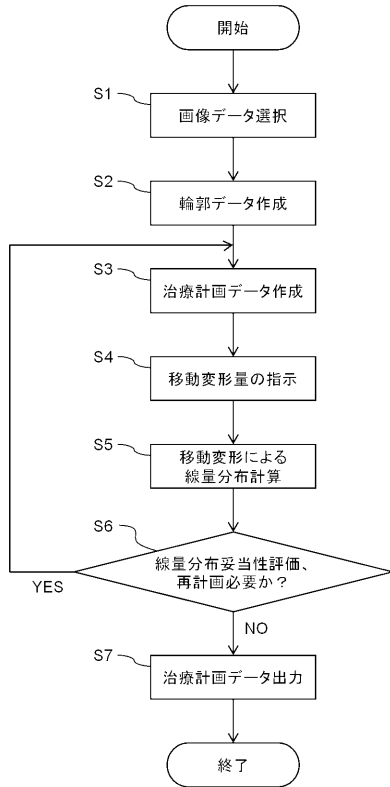 開始
S1
画像データ選択
S2
輪郭データ作成
S3
治療計画データ作成
S4
移動変形量の指示
S5
移動変形による
線量分布計算
S6
線量分布妥当性評価、
再計画必要か？
YES
NO
S7
治療計画データ出力
終了